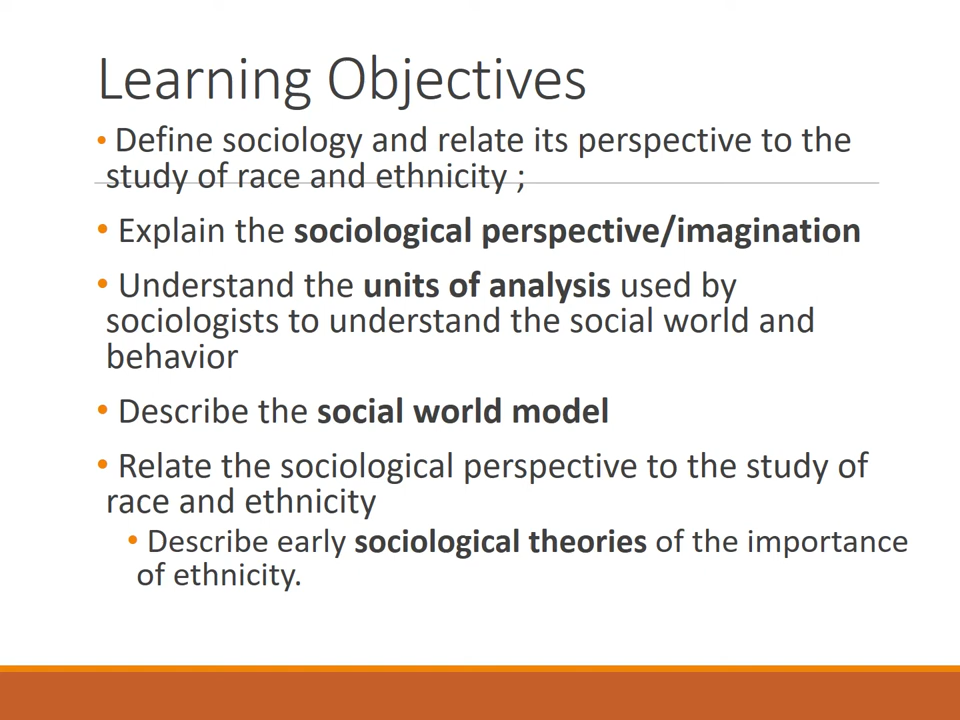 Learning Objectives
• Define sociology and relate its perspective to the
study of race and ethnicity ;
• Explain the sociological perspective/imagination
• Understand the units of analysis used by
sociologists to understand the social world and
behavior
• Describe the social world model
• Relate the sociological perspective to the study of
race and ethnicity
• Describe early sociological theories of the importance
of ethnicity.